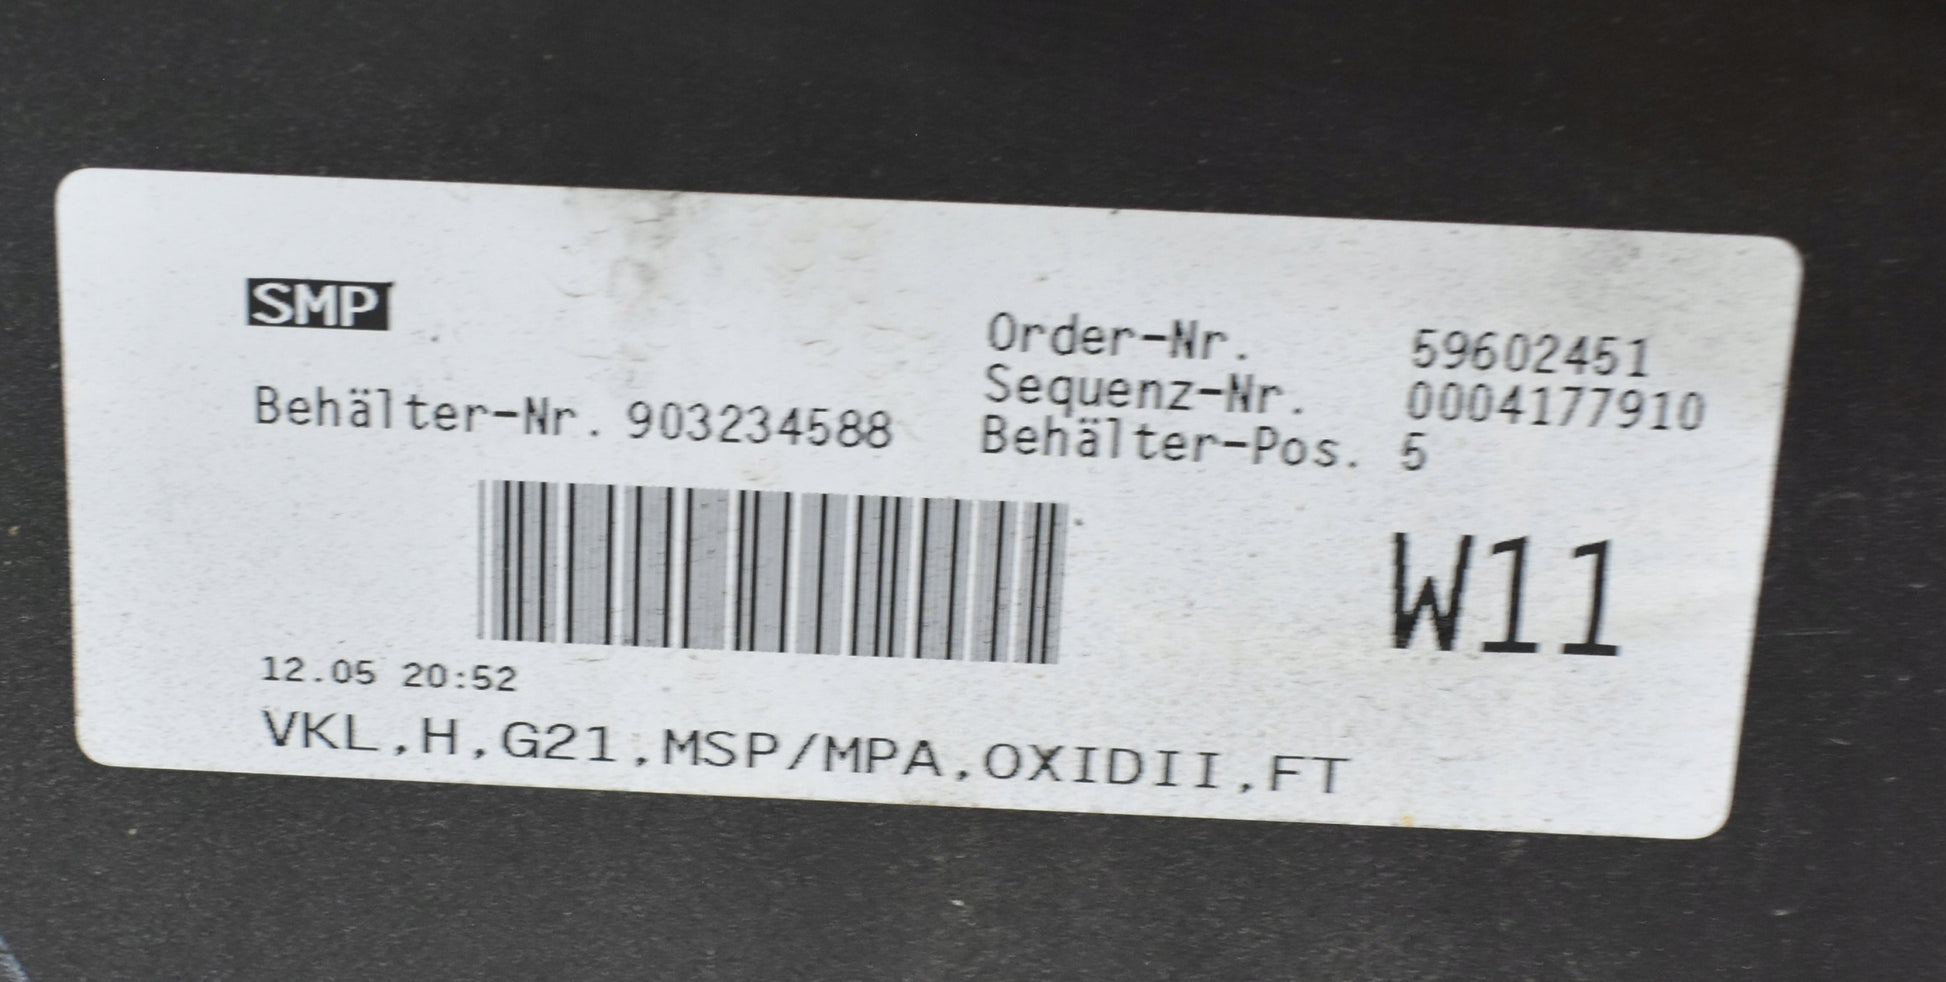 SMP
Order-Nr. 59602451
Sequenz-Nr. 0004177910
Behälter-Nr. 903234588
Behälter-Pos. 5
W11
12.05 20:52
VKL,H,G21,MSP/MPA,OXIDII,FT